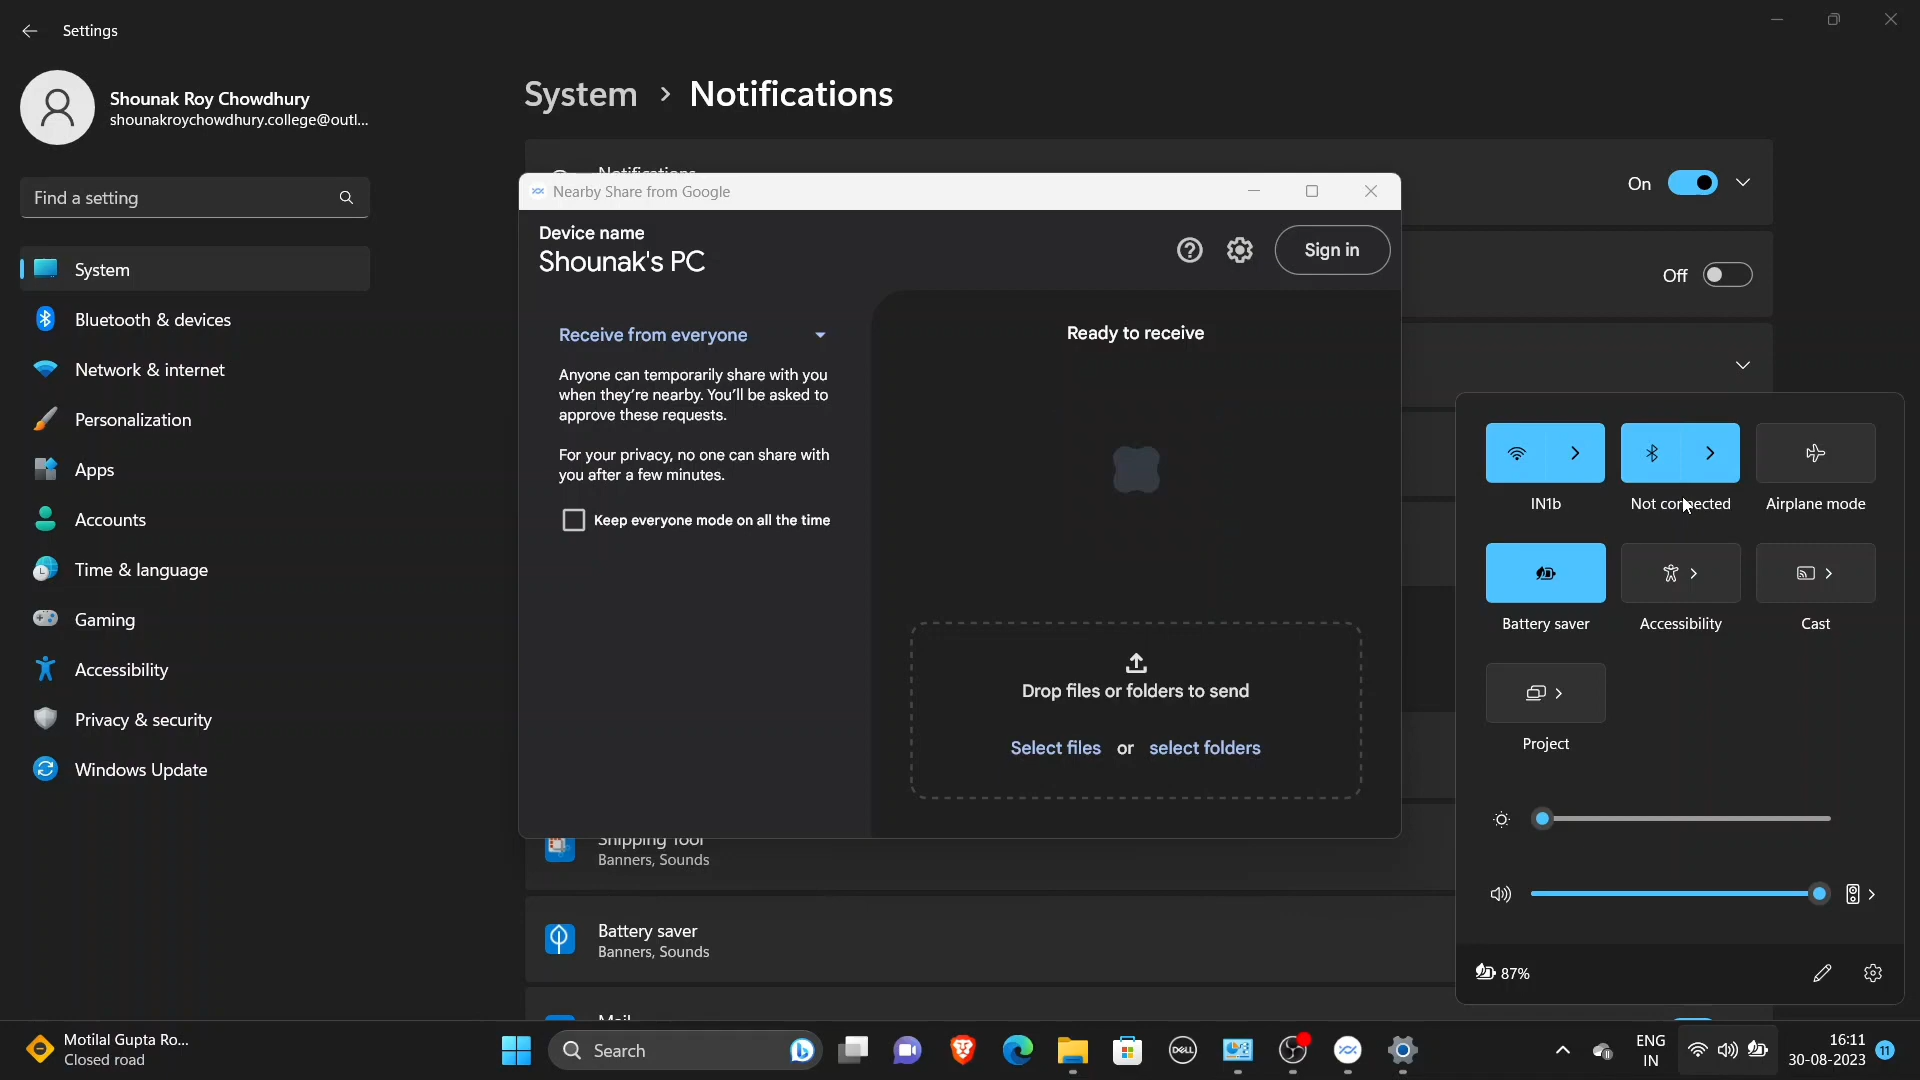 Settings
Shounak Roy Chowdhury
shounakroychowdhury.college@outl...
Find a setting
System
Bluetooth & devices
Network & internet
Personalization
Apps
Accounts
Time & language
Gaming
Accessibility
Privacy & security
Windows Update
System > Notifications
Notifications
On
Off
Nearby Share from Google
Device name
Shounak's PC
Sign in
Receive from everyone
Anyone can temporarily share with you
when they're nearby. You'll be asked to
approve these requests.
For your privacy, no one can share with
you after a few minutes.
Keep everyone mode on all the time
Ready to receive
Drop files or folders to send
Select files or select folders
Snipping Tool
Banners, Sounds
Battery saver
Banners, Sounds
Mail
IN1b
Not connected
Airplane mode
Battery saver
Accessibility
Cast
Project
87%
Motilal Gupta Ro...
Closed road
Search
DELL
ENG
IN
16:11
30-08-2023
11